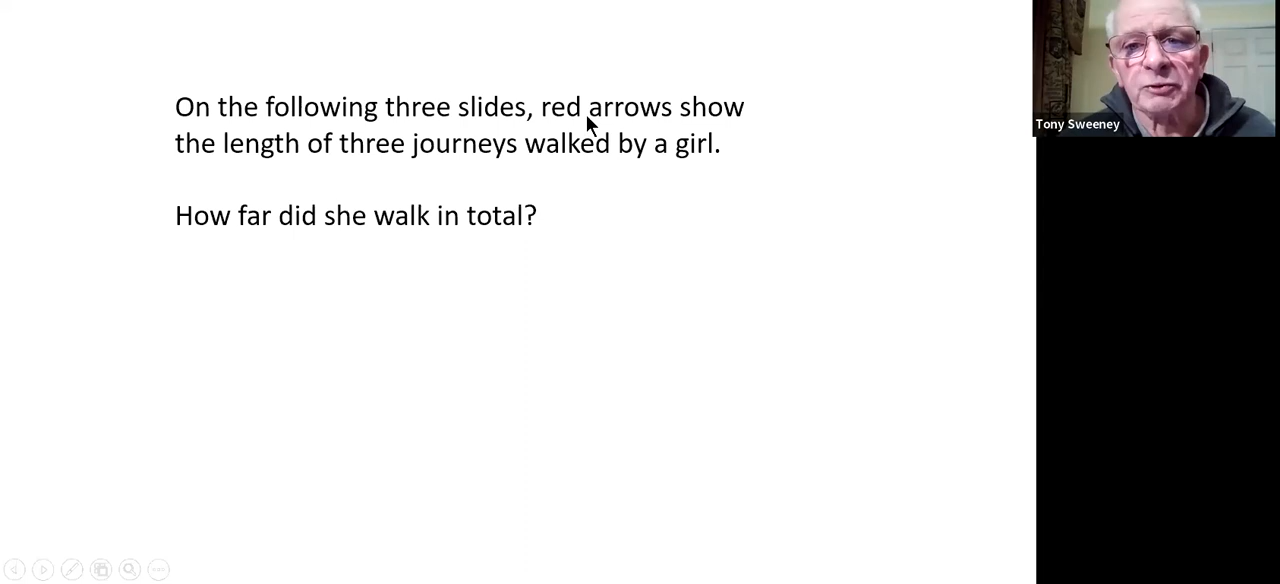 On the following three slides, red arrows show
the length of three journeys walked by a girl.
How far did she walk in total?
Tony Sweeney